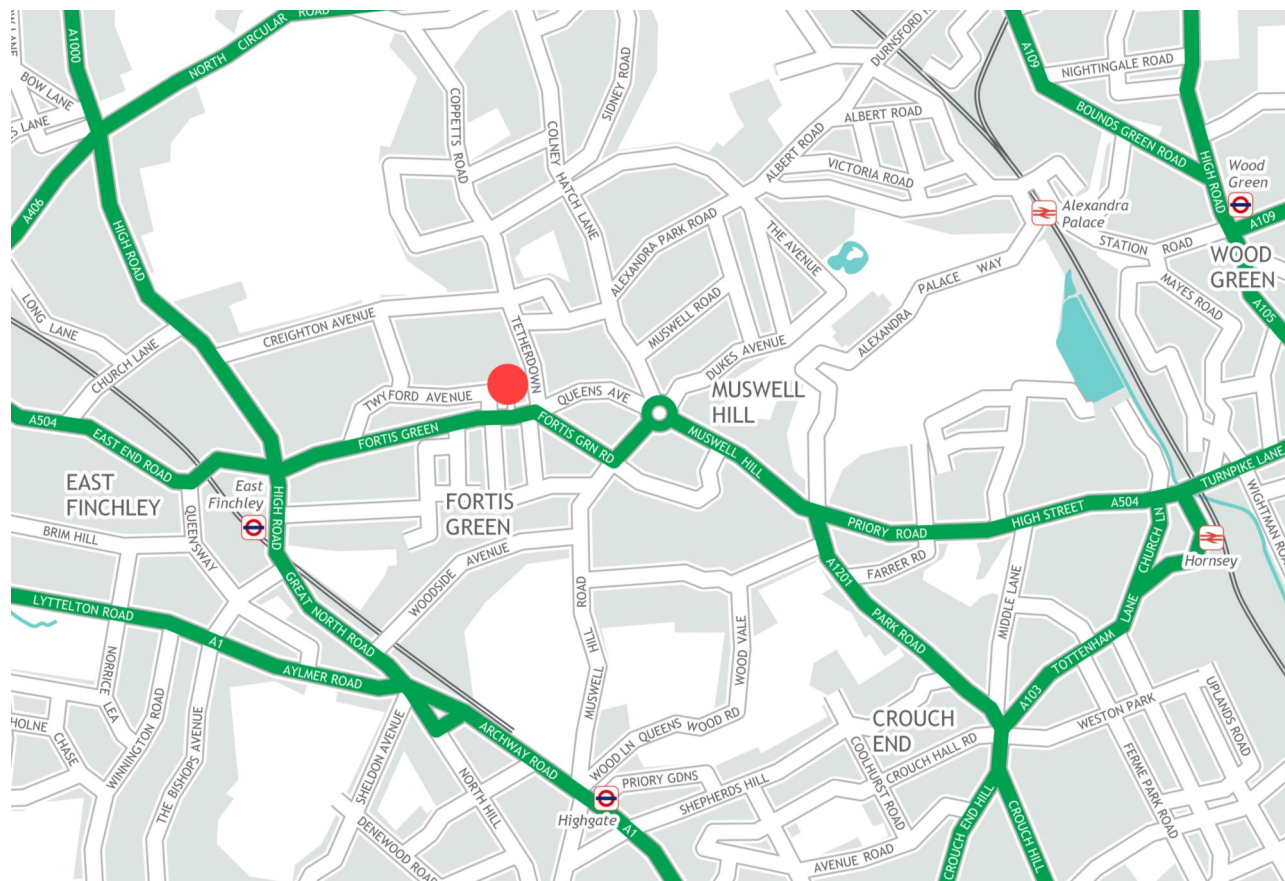 A1000
NORTH CIRCULAR ROAD
BOW LANE
S LANE
A406
HIGH ROAD
LONG LANE
CHURCH LANE
CREIGHTON AVENUE
COPPETTS ROAD
COLNEY HATCH LANE
SIDNEY ROAD
ALBERT ROAD
ALBERT ROAD
VICTORIA ROAD
ALEXANDRA PARK ROAD
THE AVENUE
MUSWELL ROAD
DUKES AVENUE
TETHERDOWN
QUEENS AVE
TWYFORD AVENUE
ALEXANDRA PALACE WAY
A109
NIGHTINGALE ROAD
BOUNDS GREEN ROAD
HIGH ROAD
Wood
Green
A109
Alexandra
Palace
STATION ROAD
WOOD
GREEN
MAYES ROAD
A105
MUSWELL
HILL
A504
EAST END ROAD
FORTIS GREEN
FORTIS GRN RD
MUSWELL HILL
EAST
FINCHLEY
East
Finchley
HIGH ROAD
QUEENSWAY
BRIM HILL
FORTIS
GREEN
WOODSIDE AVENUE
PRIORY ROAD
HIGH STREET
A504
TURNPIKE LANE
CHURCH LN
Hornsey
A1201
FARRER RD
MIDDLE LANE
PARK ROAD
TOTTENHAM LANE
A103
LYTTELTON ROAD
A1
AYLMER ROAD
GREAT NORTH ROAD
NORRICE LEA
WINNINGTON ROAD
THE BISHOPS AVENUE
HOLNE
CHASE
SHELDON AVENUE
NORTH HILL
DENEWOOD ROAD
ARCHWAY ROAD
Highgate
A1
MUSWELL HILL ROAD
WOOD VALE
WOOD LN
QUEENS WOOD RD
PRIORY GDNS
SHEPHERDS HILL
CROUCH
END
COOLHURST ROAD
CROUCH HALL RD
WESTON PARK
UPLANDS ROAD
FERME PARK ROAD
AVENUE ROAD
CROUCH END HILL
CROUCH HILL